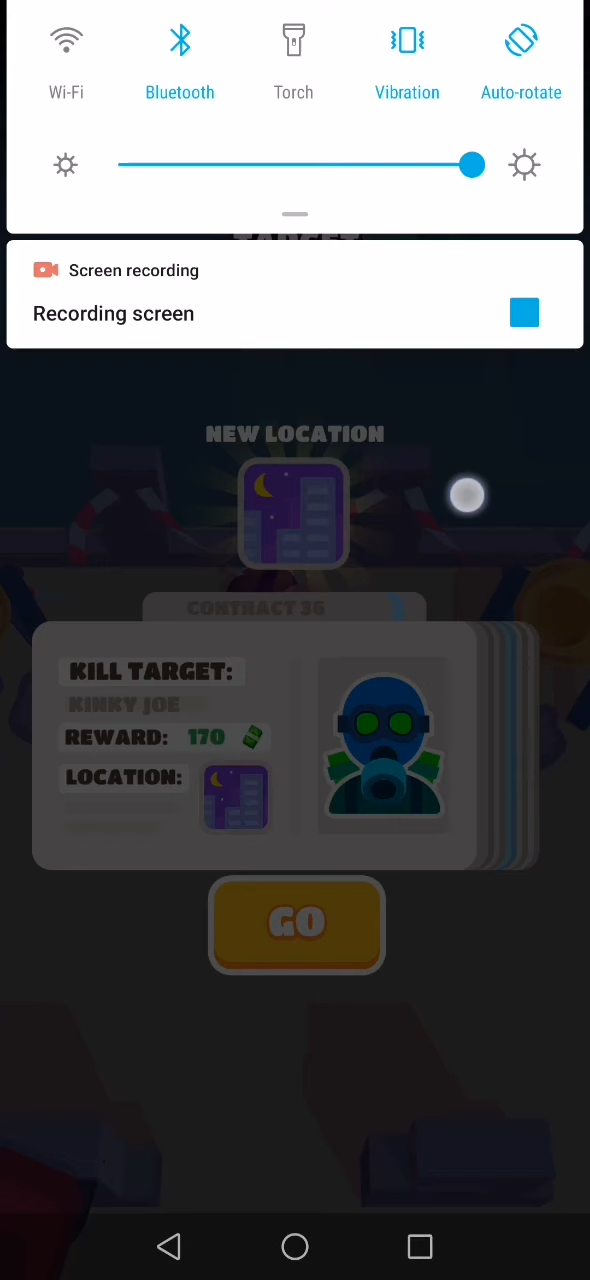 Wi-Fi Bluetooth Torch Vibration Auto-rotate
TARGET
Screen recording
Recording screen
NEW LOCATION
CONTRACT 36
KILL TARGET:
KINKY JOE
REWARD: 170
LOCATION:
GO